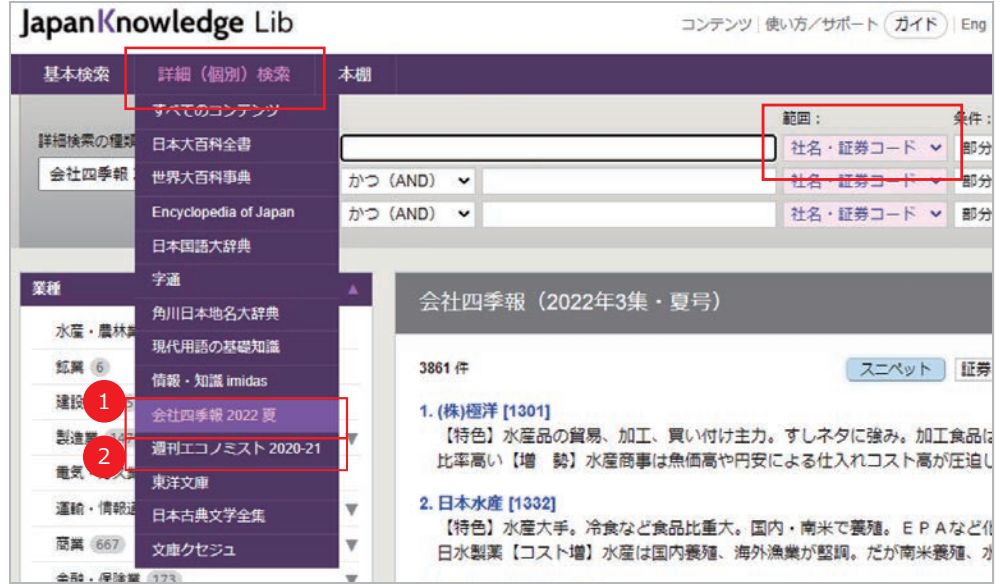 JapanKnowledge Lib
コンテンツ | 使い方／サポート ガイド | Eng
基本検索 詳細（個別）検索 本棚
すべてのコンテンツ
日本大百科全書
世界大百科事典
Encyclopedia of Japan
日本国語大辞典
字通
角川日本地名大辞典
現代用語の基礎知識
情報・知識 imidas
会社四季報 2022 夏
週刊エコノミスト 2020-21
東洋文庫
日本古典文学全集
文庫クセジュ
詳細検索の種類
会社四季報
範囲：
条件：
社名・証券コード 部分
かつ（AND） 社名・証券コード 部分
かつ（AND） 社名・証券コード 部分
業種
水産・農林業
鉱業 6
建設
1
製造業
2
電気
運輸・情報通
商業 667
金融・保険業 173
会社四季報（2022年3集・夏号）
3861 件
スニペット 証券
1. (株)極洋 [1301]
【特色】水産品の貿易、加工、買い付け主力。すしネタに強み。加工食品に
比率高い【増　勢】水産商事は魚価高や円安による仕入れコスト高が圧迫し
2. 日本水産 [1332]
【特色】水産大手。冷食など食品比重大。国内・南米で養殖。ＥＰＡなど化
日水製薬【コスト増】水産は国内養殖、海外漁業が堅調。だが南米養殖、水